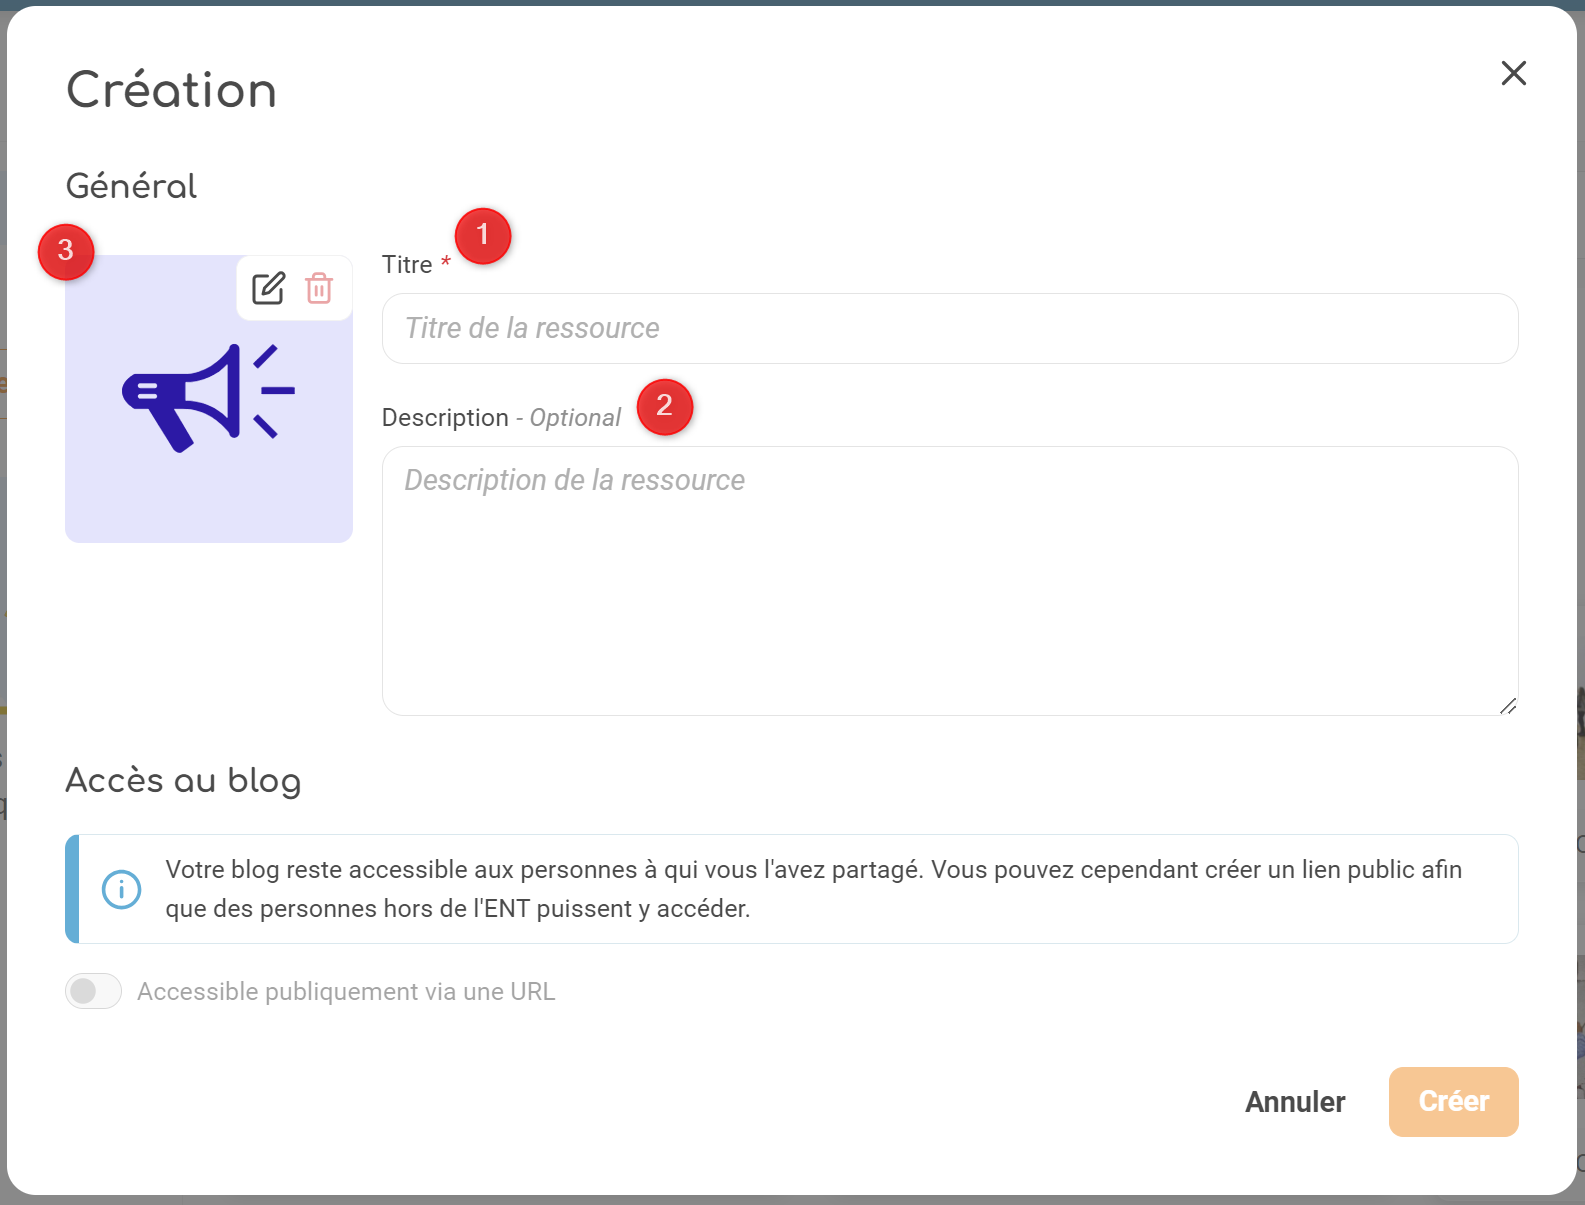 Création
Général
3
1
Titre *
Titre de la ressource
Description - Optional
2
Description de la ressource
Accès au blog
Votre blog reste accessible aux personnes à qui vous l'avez partagé. Vous pouvez cependant créer un lien public afin
que des personnes hors de l'ENT puissent y accéder.
Accessible publiquement via une URL
Annuler
Créer